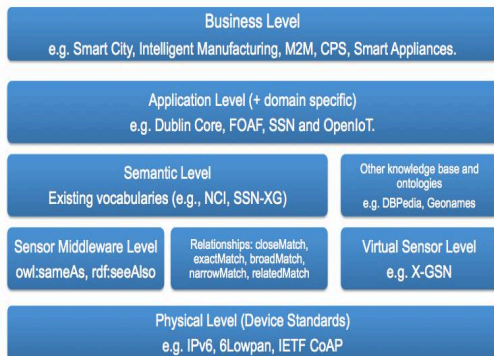 Business Level
e.g. Smart City, Intelligent Manufacturing, M2M, CPS, Smart Appliances.
Application Level (+ domain specific)
e.g. Dublin Core, FOAF, SSN and OpenIoT.
Semantic Level
Existing vocabularies (e.g., NCI, SSN-XG)
Other knowledge base and
ontologies
e.g. DBPedia, Geonames
Sensor Middleware Level
owl:sameAs, rdf:seeAlso
Relationships: closeMatch,
exactMatch, broadMatch,
narrowMatch, relatedMatch
Virtual Sensor Level
e.g. X-GSN
Physical Level (Device Standards)
e.g. IPv6, 6Lowpan, IETF CoAP